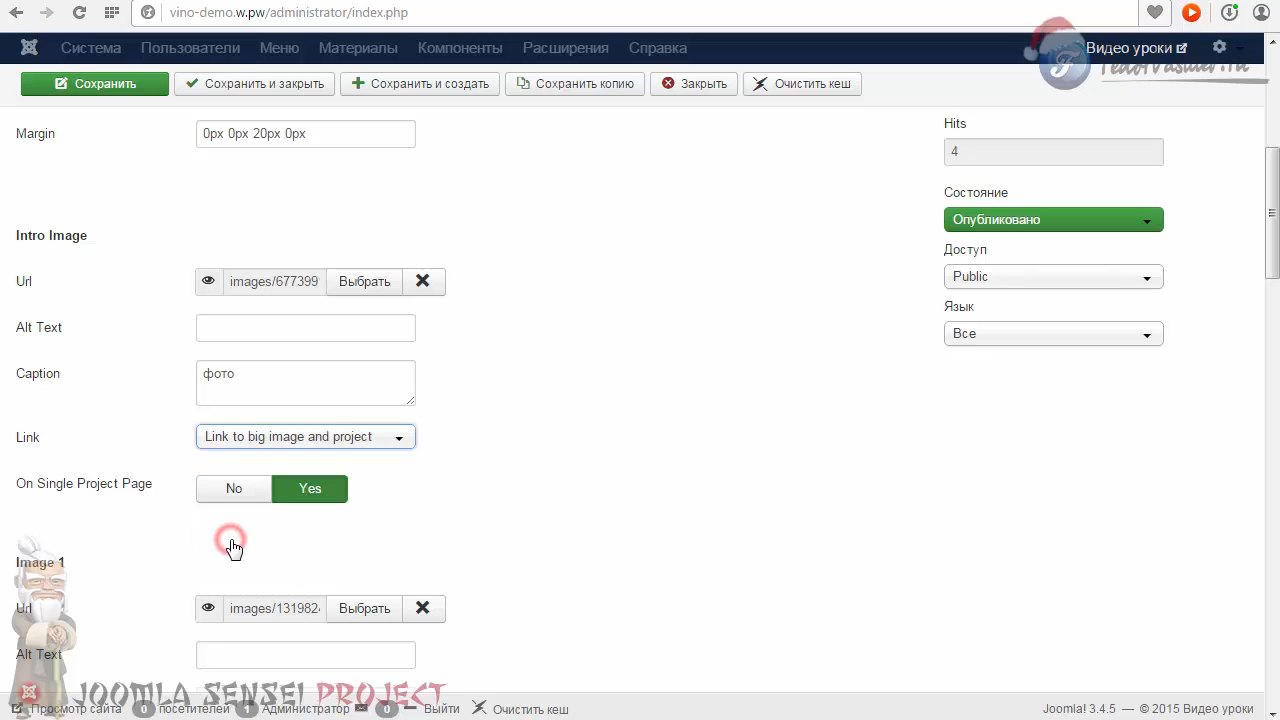 vino-demo.w.pw/administrator/index.php
Система Пользователи Меню Материалы Компоненты Расширения Справка Видео уроки
Сохранить Сохранить и закрыть Сохранить и создать Сохранить копию Закрыть Очистить кеш
Margin 0px 0px 20px 0px
Hits
4
Состояние
Опубликовано
Доступ
Public
Язык
Все
Intro Image
Url images/677399 Выбрать
Alt Text
Caption фото
Link Link to big image and project
On Single Project Page No Yes
Image 1
Url images/131982 Выбрать
Alt Text
JOOMLA SENSEI PROJECT
Просмотр сайта 0 посетителей 1 Администратор 0 Выйти Очистить кеш Joomla! 3.4.5 — © 2015 Видео уроки